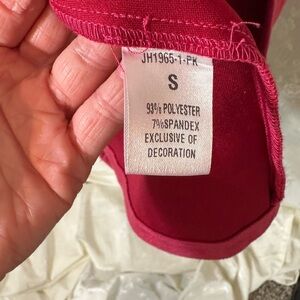 JH1965-1-PK
S
93% POLYESTER
7%SPANDEX
EXCLUSIVE OF
DECORATION